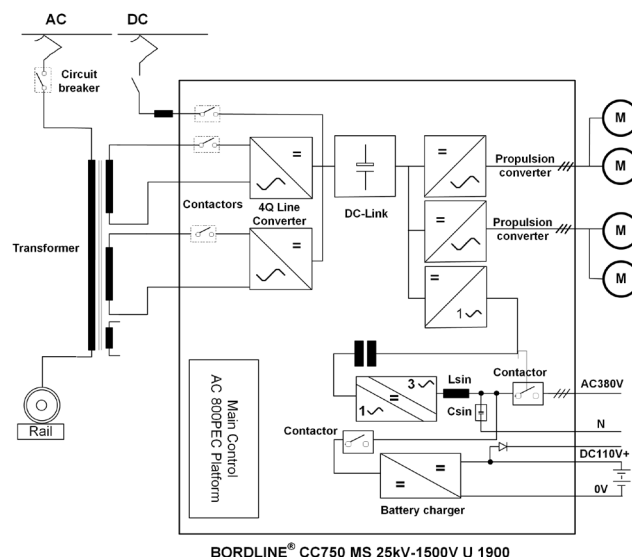 AC
DC
Circuit
breaker
Contactors
4Q Line
Converter
DC-Link
Propulsion
converter
Propulsion
converter
M
M
M
M
Transformer
1
3
1
Lsin
Csin
Contactor
AC380V
N
DC110V+
0V
Contactor
Battery charger
Main Control
AC 800PEC Platform
Rail
BORDLINE® CC750 MS 25kV-1500V U 1900